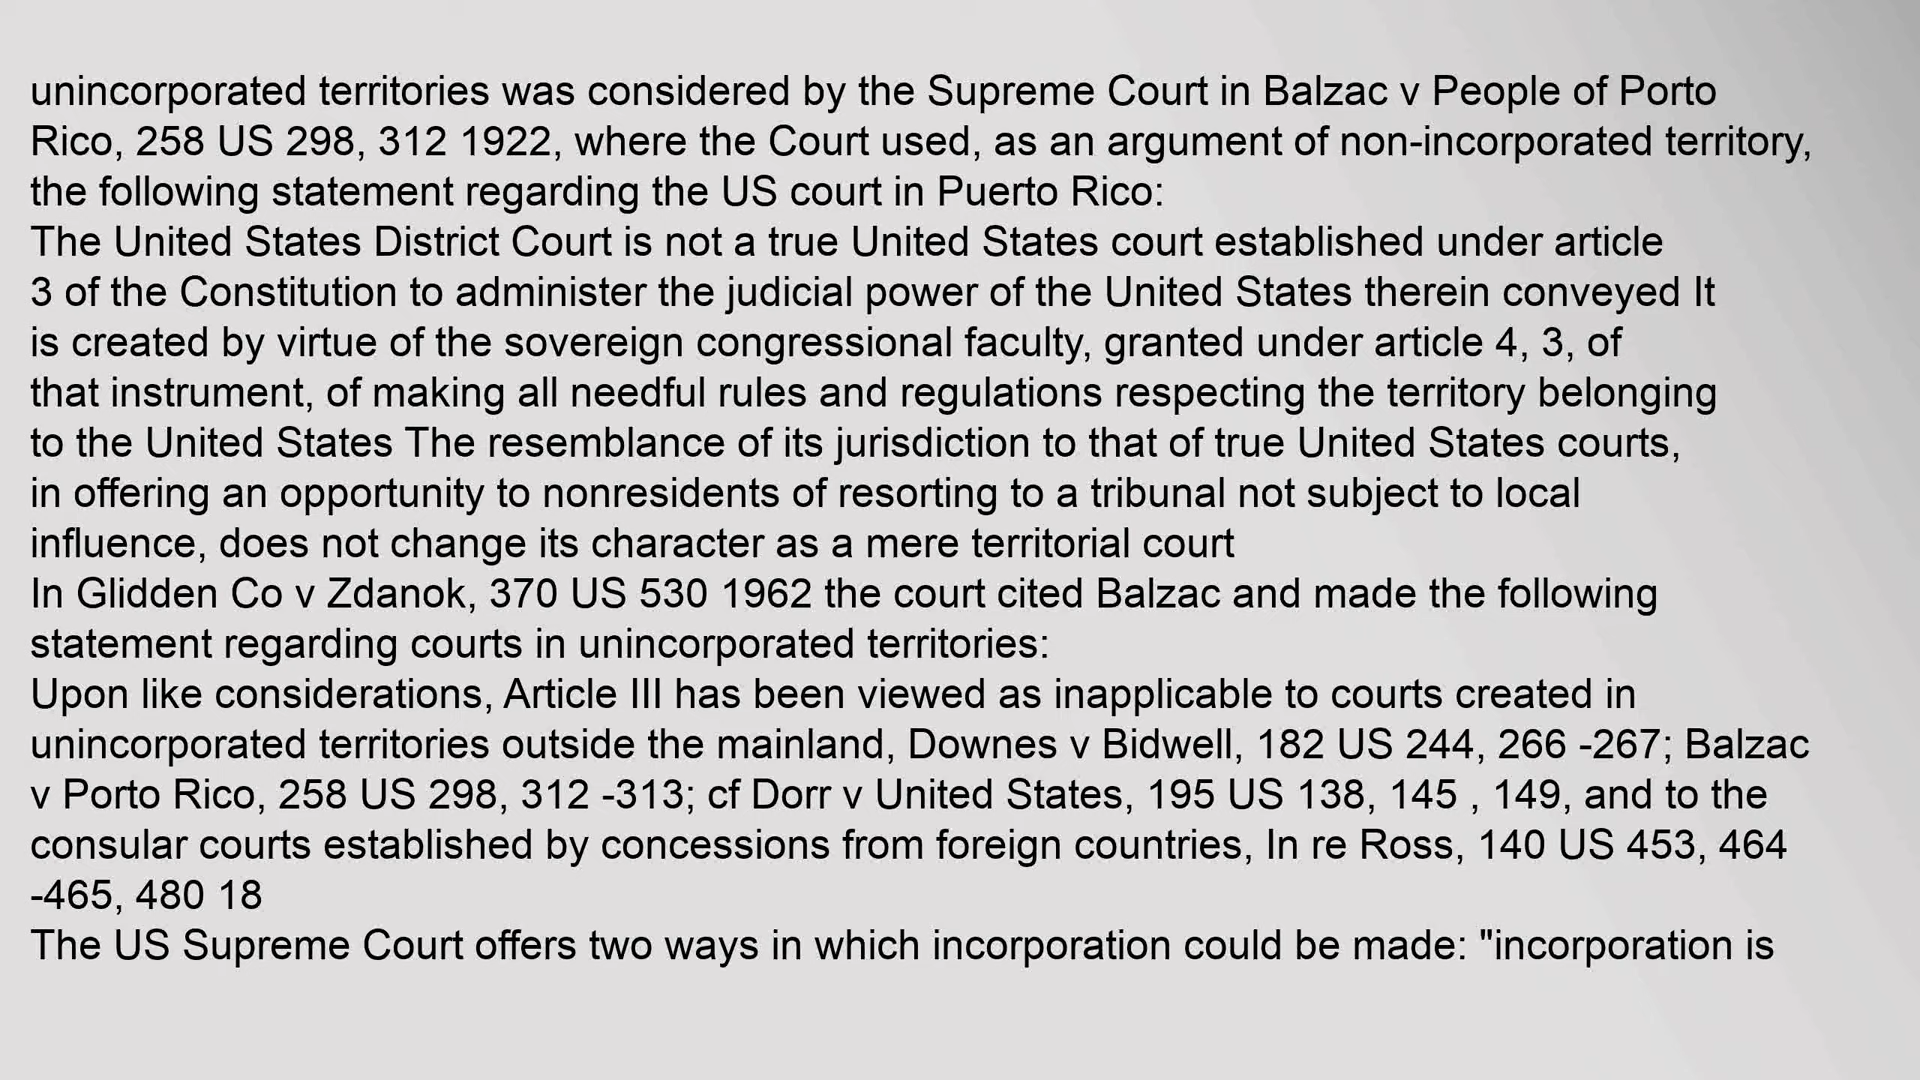 unincorporated territories was considered by the Supreme Court in Balzac v People of Porto
Rico, 258 US 298, 312 1922, where the Court used, as an argument of non-incorporated territory,
the following statement regarding the US court in Puerto Rico:
The United States District Court is not a true United States court established under article
3 of the Constitution to administer the judicial power of the United States therein conveyed It
is created by virtue of the sovereign congressional faculty, granted under article 4, 3, of
that instrument, of making all needful rules and regulations respecting the territory belonging
to the United States The resemblance of its jurisdiction to that of true United States courts,
in offering an opportunity to nonresidents of resorting to a tribunal not subject to local
influence, does not change its character as a mere territorial court
In Glidden Co v Zdanok, 370 US 530 1962 the court cited Balzac and made the following
statement regarding courts in unincorporated territories:
Upon like considerations, Article III has been viewed as inapplicable to courts created in
unincorporated territories outside the mainland, Downes v Bidwell, 182 US 244, 266 -267; Balzac
v Porto Rico, 258 US 298, 312 -313; cf Dorr v United States, 195 US 138, 145 , 149, and to the
consular courts established by concessions from foreign countries, In re Ross, 140 US 453, 464
-465, 480 18
The US Supreme Court offers two ways in which incorporation could be made: "incorporation is